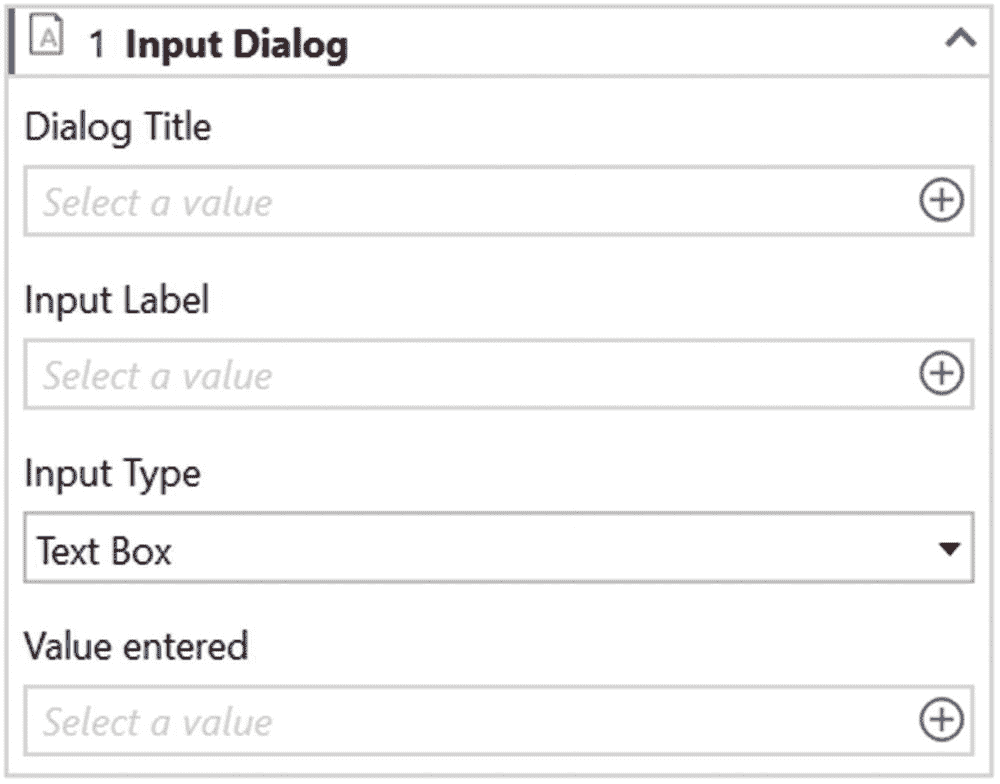 A 1 Input Dialog
Dialog Title
Select a value
Input Label
Select a value
Input Type
Text Box
Value entered
Select a value